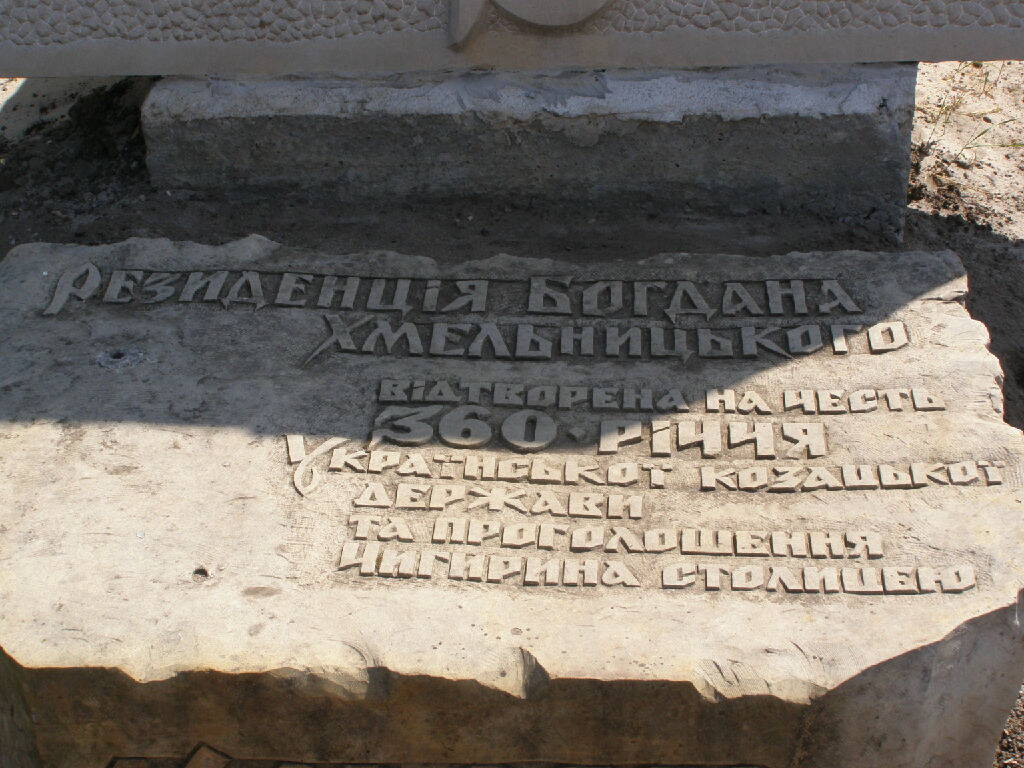 Резиденція Богдана
Хмельницького
відтворена на честь
360-річчя
Української козацької
держави
та проголошення
Чигирина столицею